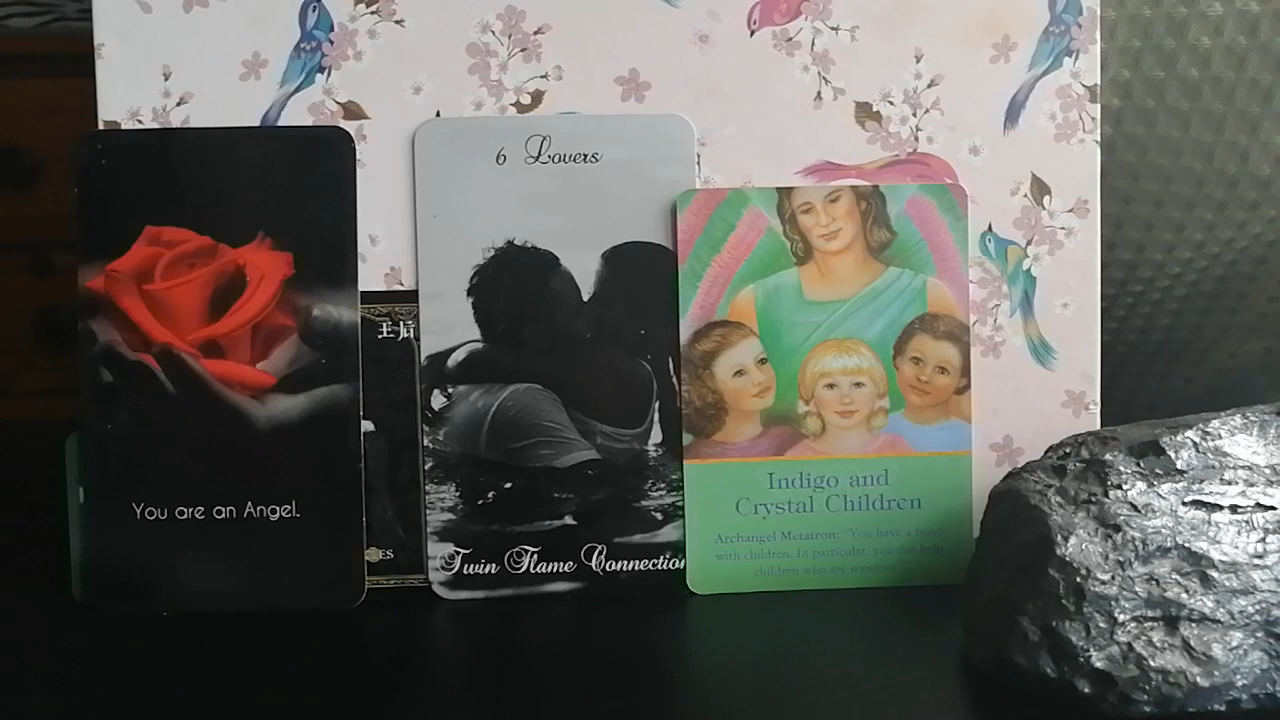 You are an Angel.
王后
ES
6 Lovers
Twin Flame Connection
Indigo and
Crystal Children
Archangel Metatron: "You have a bond
with children. In particular, you can help
children who are sensitive."